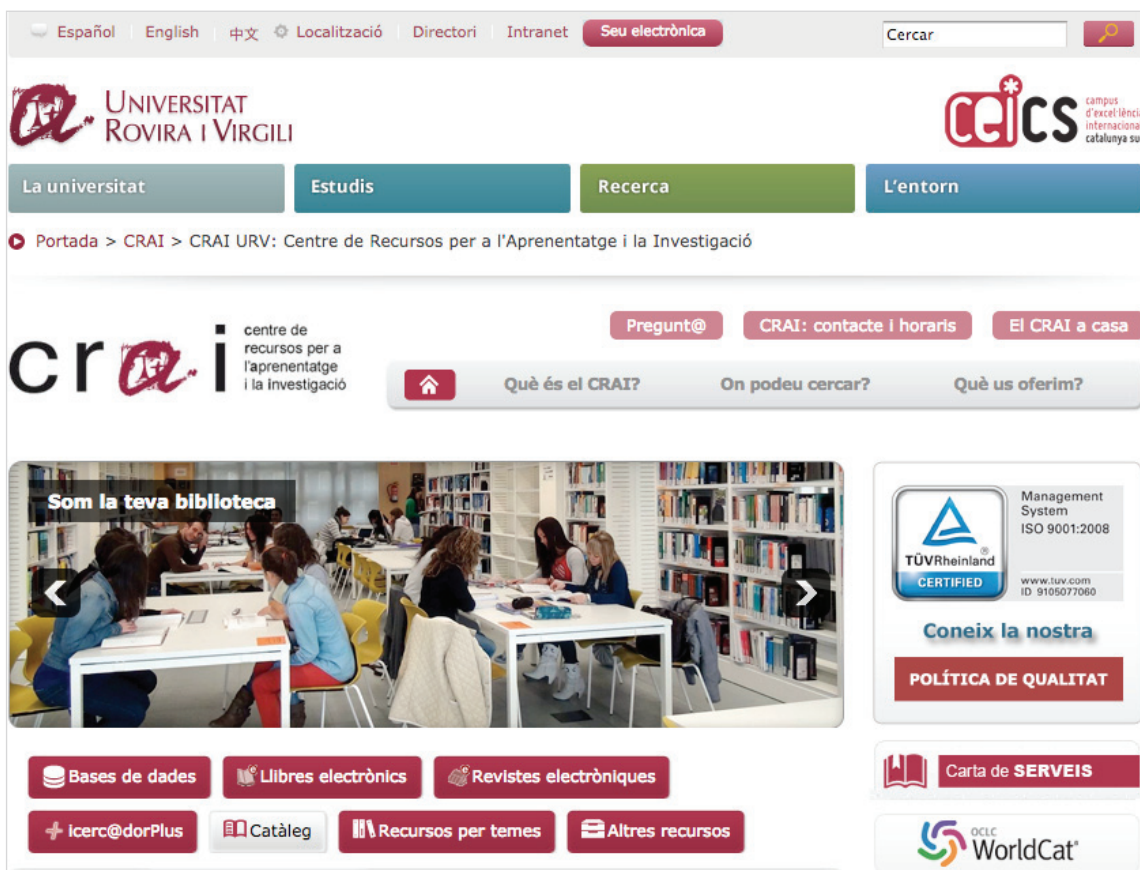 Español English 中文 Localització Directori Intranet Seu electrònica Cercar
UNIVERSITAT
ROVIRA I VIRGILI
ceics campus
d'excel·lència
internaciona
catalunya su
La universitat Estudis Recerca L'entorn
Portada > CRAI > CRAI URV: Centre de Recursos per a l'Aprenentatge i la Investigació
Pregunt@ CRAI: contacte i horaris El CRAI a casa
crai
centre de
recursos per a
l'aprenentatge
i la investigació
Què és el CRAI? On podeu cercar? Què us oferim?
Som la teva biblioteca
TÜVRheinland®
CERTIFIED
Management
System
ISO 9001:2008
www.tuv.com
ID 9105077060
Coneix la nostra
POLÍTICA DE QUALITAT
Bases de dades Llibres electrònics Revistes electròniques
Carta de SERVEIS
icerc@dorPlus Catàleg Recursos per temes Altres recursos
OCLC
WorldCat®